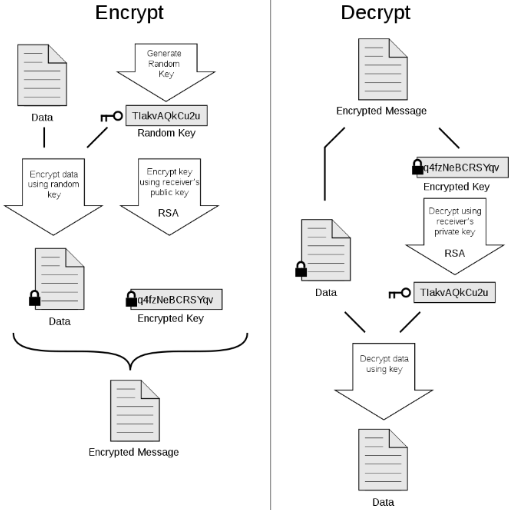 Encrypt
Generate
Random
Key
Data
TIakvAQkCu2u
Random Key
Encrypt data
using random
key
Encrypt key
using receiver's
public key
RSA
Data
q4fzNeBCRSYqv
Encrypted Key
Encrypted Message
Decrypt
Encrypted Message
q4fzNeBCRSYqv
Encrypted Key
Decrypt using
receiver's
private key
RSA
Data
TIakvAQkCu2u
Decrypt data
using key
Data